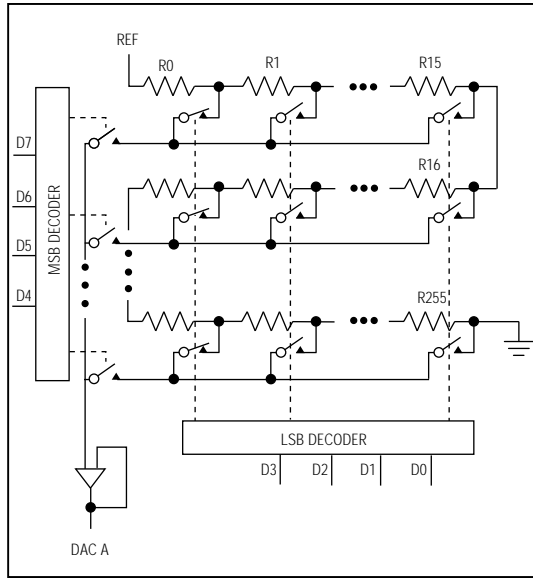 REF
R0
R1
R15
D7
D6
D5
D4
MSB DECODER
R16
R255
LSB DECODER
D3
D2
D1
D0
DAC A